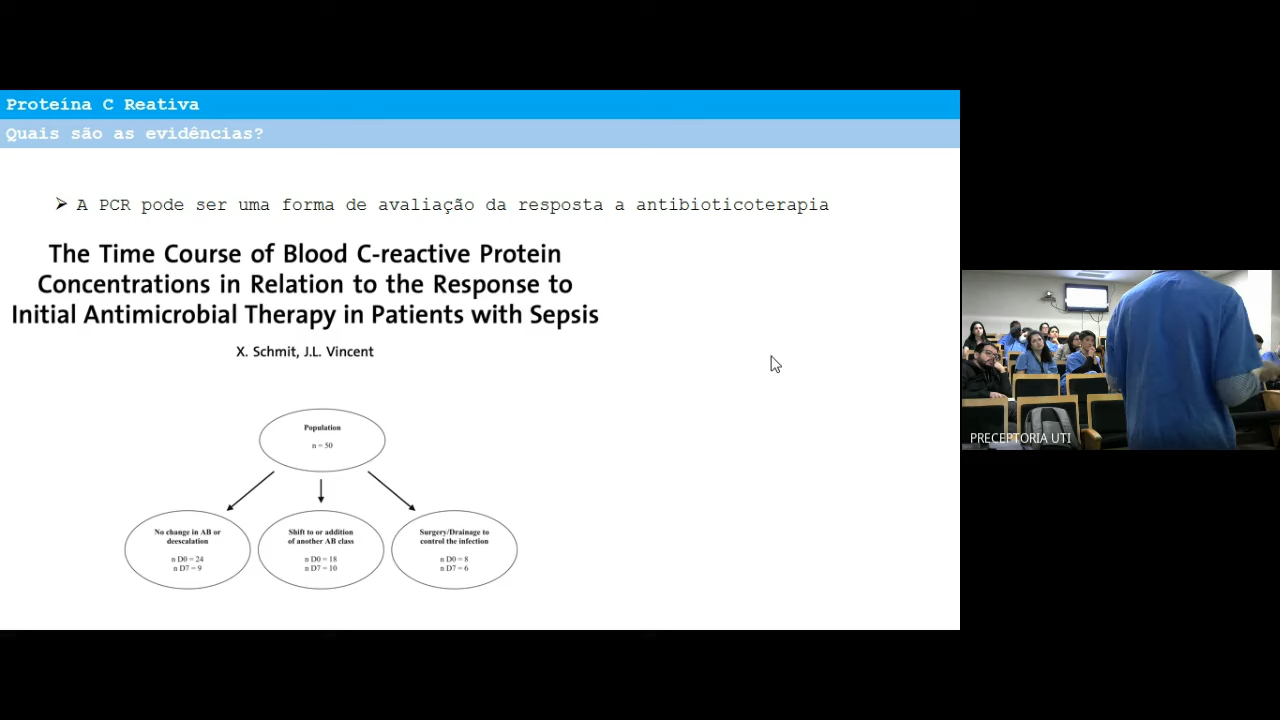 Proteína C Reativa
Quais são as evidências?
➢ A PCR pode ser uma forma de avaliação da resposta a antibioticoterapia
The Time Course of Blood C-reactive Protein
Concentrations in Relation to the Response to
Initial Antimicrobial Therapy in Patients with Sepsis
X. Schmit, J.L. Vincent
Population
n = 50
No change in AB or
deescalation
n D0 = 24
n D7 = 9
Shift to or addition
of another AB class
n D0 = 18
n D7 = 10
Surgery/Drainage to
control the infection
n D0 = 8
n D7 = 6
PRECEPTORIA UTI